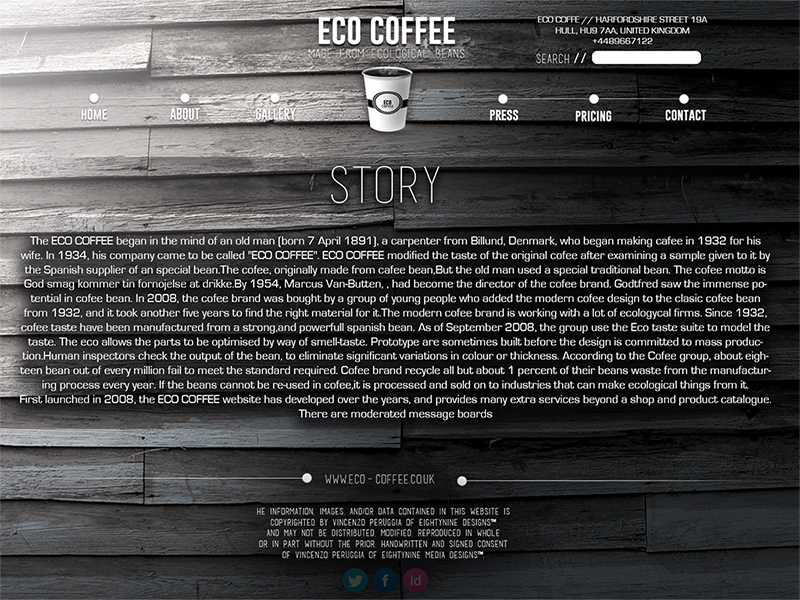 ECO COFFEE
MADE FROM ECOLOGICAL BEANS
ECO COFFE // HARFORDSHIRE STREET 19A
HULL, HU9 7AA, UNITED KINGDOM
+4489667122
SEARCH //
HOME
ABOUT
GALLERY
ECO
COFFEE
PRESS
PRICING
CONTACT
STORY
The ECO COFFEE began in the mind of an old man (born 7 April 1891), a carpenter from Billund, Denmark, who began making cafee in 1932 for his
wife. In 1934, his company came to be called "ECO COFFEE". ECO COFFEE modified the taste of the original cofee after examining a sample given to it by
the Spanish supplier of an special bean.The cofee, originally made from cafee bean,But the old man used a special traditional bean. The cofee motto is
God smag kommer tin fornojelse at drikke.By 1954, Marcus Van-Butten, , had become the director of the cofee brand. Godtfred saw the immense po-
tential in cofee bean. In 2008, the cofee brand was bought by a group of young people who added the modern cofee design to the clasic cofee bean
from 1932, and it took another five years to find the right material for it.The modern cofee brand is working with a lot of ecologycal firms. Since 1932,
cofee taste have been manufactured from a strong,and powerfull spanish bean. As of September 2008, the group use the Eco taste suite to model the
taste. The eco allows the parts to be optimised by way of smell-taste. Prototype are sometimes built before the design is committed to mass produc-
tion.Human inspectors check the output of the bean, to eliminate significant variations in colour or thickness. According to the Cofee group, about eigh-
teen bean out of every million fail to meet the standard required. Cofee brand recycle all but about 1 percent of their beans waste from the manufactur-
ing process every year. If the beans cannot be re-used in cofee,it is processed and sold on to industries that can make ecological things from it.
First launched in 2008, the ECO COFFEE website has developed over the years, and provides many extra services beyond a shop and product catalogue.
There are moderated message boards
WWW.ECO - COFFEE.CO.UK
HE INFORMATION, IMAGES, AND/OR DATA CONTAINED IN THIS WEBSITE IS
COPYRIGHTED BY VINCENZO PERUGGIA OF EIGHTYNINE DESIGNS™
AND MAY NOT BE DISTRIBUTED, MODIFIED, REPRODUCED IN WHOLE
OR IN PART WITHOUT THE PRIOR, HANDWRITTEN AND SIGNED CONSENT
OF VINCENZO PERUGGIA OF EIGHTYNINE MEDIA DESIGNS™.
f
Id